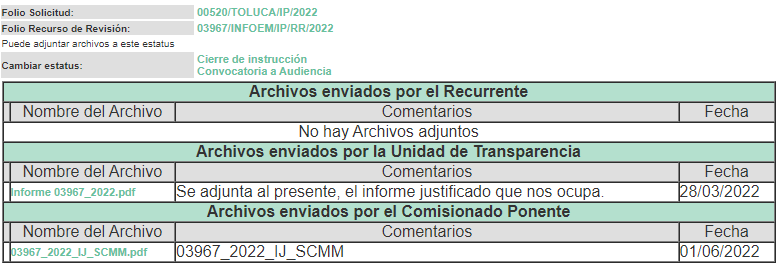 Folio Solicitud: 00520/TOLUCA/IP/2022
Folio Recurso de Revisión: 03967/INFOEM/IP/RR/2022
Puede adjuntar archivos a este estatus
Cambiar estatus: Cierre de instrucción
Convocatoria a Audiencia
Archivos enviados por el Recurrente
Nombre del Archivo Comentarios Fecha
No hay Archivos adjuntos
Archivos enviados por la Unidad de Transparencia
Nombre del Archivo Comentarios Fecha
Informe 03967_2022.pdf Se adjunta al presente, el informe justificado que nos ocupa. 28/03/2022
Archivos enviados por el Comisionado Ponente
Nombre del Archivo Comentarios Fecha
03967_2022_IJ_SCMM.pdf 03967_2022_IJ_SCMM 01/06/2022